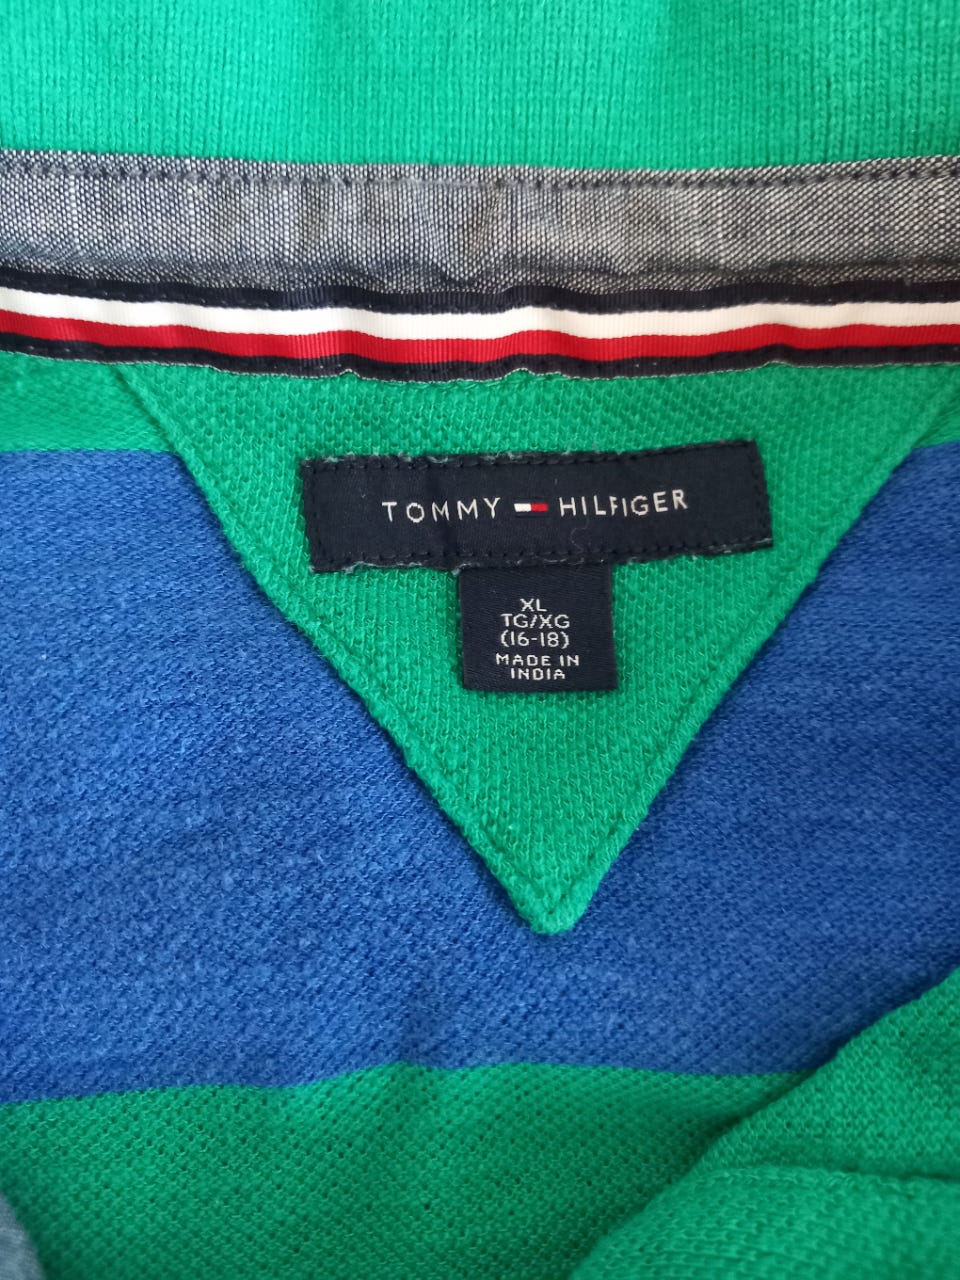 TOMMY HILFIGER
XL
TG/XG
(16-18)
MADE IN
INDIA